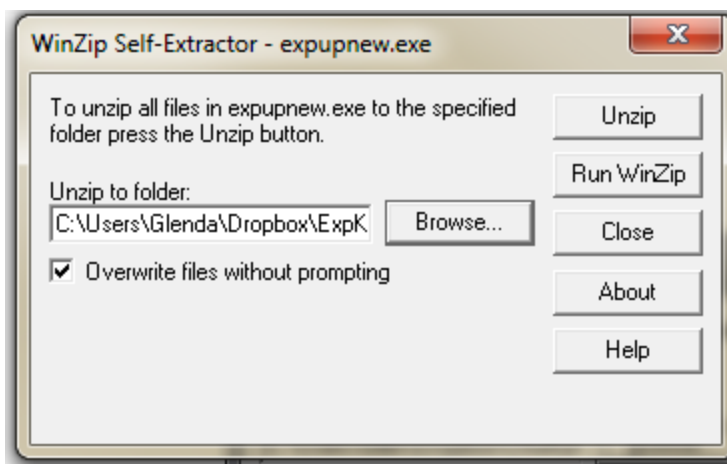 WinZip Self-Extractor - expupnew.exe
To unzip all files in expupnew.exe to the specified
folder press the Unzip button.
Unzip to folder:
C:\Users\Glenda\Dropbox\ExpK
Browse...
Overwrite files without prompting
Unzip
Run WinZip
Close
About
Help